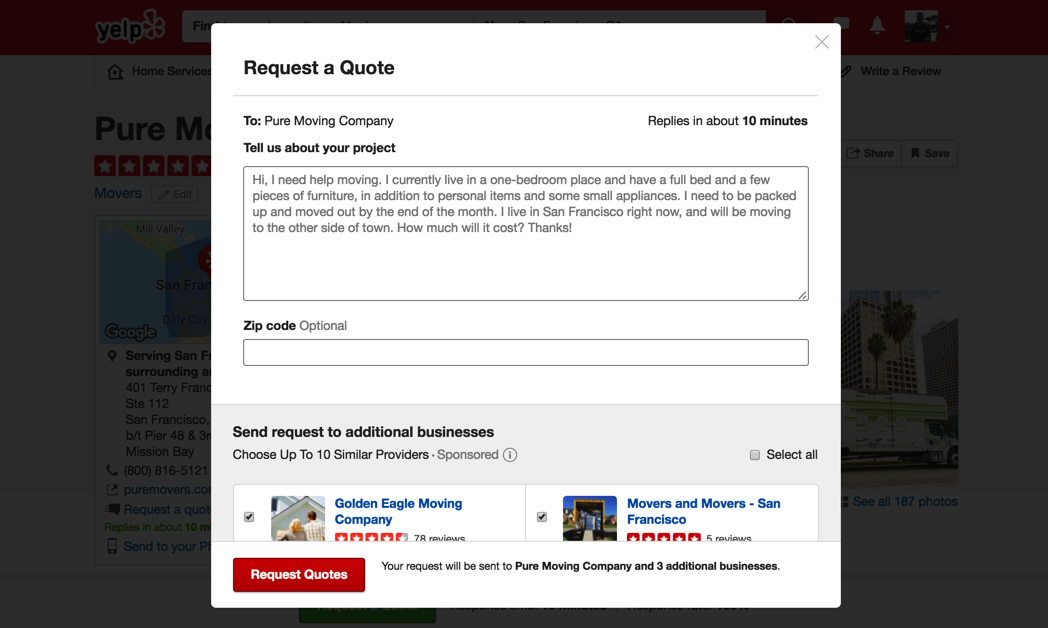 yelp
Fin
Home Services
Write a Review
Pure Mo
Share
Save
Movers
Edit
Mill Valley
San Fran
Daly City
Google
Serving San Fr
surrounding ar
401 Terry Franc
Ste 112
San Francisco,
b/t Pier 48 & 3r
Mission Bay
(800) 816-5121
puremovers.co
Request a quot
Replies in about 10 mi
Send to your Ph
See all 187 photos
Request a Quote
To: Pure Moving Company
Replies in about 10 minutes
Tell us about your project
Hi, I need help moving. I currently live in a one-bedroom place and have a full bed and a few
pieces of furniture, in addition to personal items and some small appliances. I need to be packed
up and moved out by the end of the month. I live in San Francisco right now, and will be moving
to the other side of town. How much will it cost? Thanks!
Zip code Optional
Send request to additional businesses
Choose Up To 10 Similar Providers · Sponsored
Select all
Golden Eagle Moving
Company
78 reviews
Movers and Movers - San
Francisco
5 reviews
Request Quotes
Your request will be sent to Pure Moving Company and 3 additional businesses.